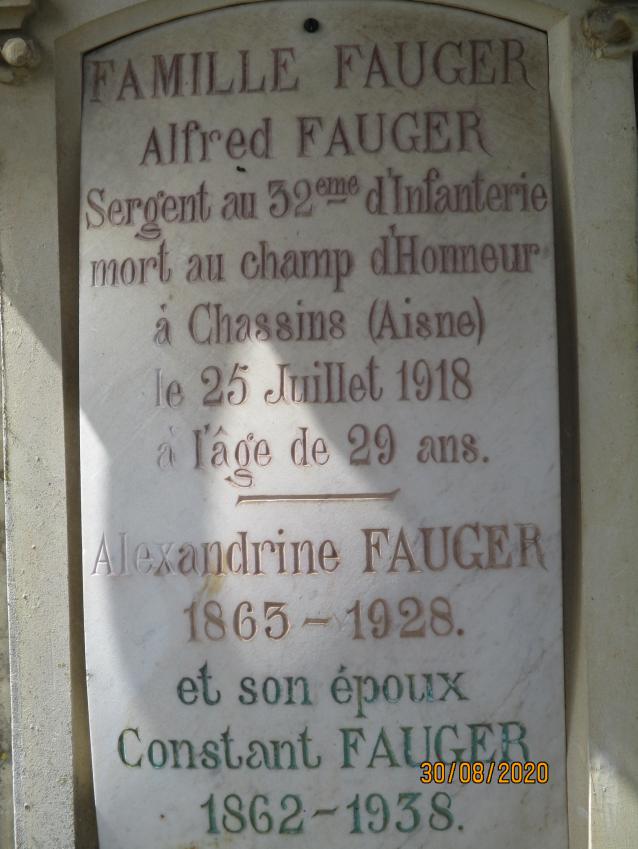 FAMILLE FAUGER
Alfred FAUGER
Sergent au 32eme d'Infanterie
mort au champ d'Honneur
à Chassins (Aisne)
le 25 Juillet 1918
à l'âge de 29 ans.
Alexandrine FAUGER
1863 - 1928.
et son époux
Constant FAUGER
30/08/2020
1862 - 1938.